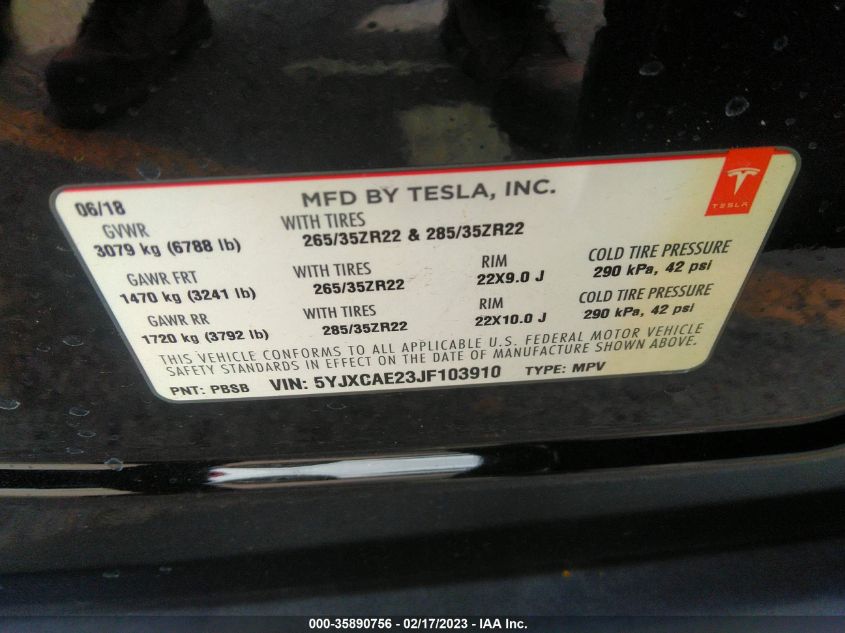 MFD BY TESLA, INC.
TESLA
06/18
GVWR
3079 kg (6788 lb)
WITH TIRES
265/35ZR22 & 285/35ZR22
GAWR FRT
1470 kg (3241 lb)
WITH TIRES
265/35ZR22
RIM
22X9.0 J
COLD TIRE PRESSURE
290 kPa, 42 psi
GAWR RR
1720 kg (3792 lb)
WITH TIRES
285/35ZR22
RIM
22X10.0 J
COLD TIRE PRESSURE
290 kPa, 42 psi
THIS VEHICLE CONFORMS TO ALL APPLICABLE U.S. FEDERAL MOTOR VEHICLE
SAFETY STANDARDS IN EFFECT ON THE DATE OF MANUFACTURE SHOWN ABOVE.
PNT: PBSB VIN: 5YJXCAE23JF103910 TYPE: MPV
000-35890756 - 02/17/2023 - IAA Inc.